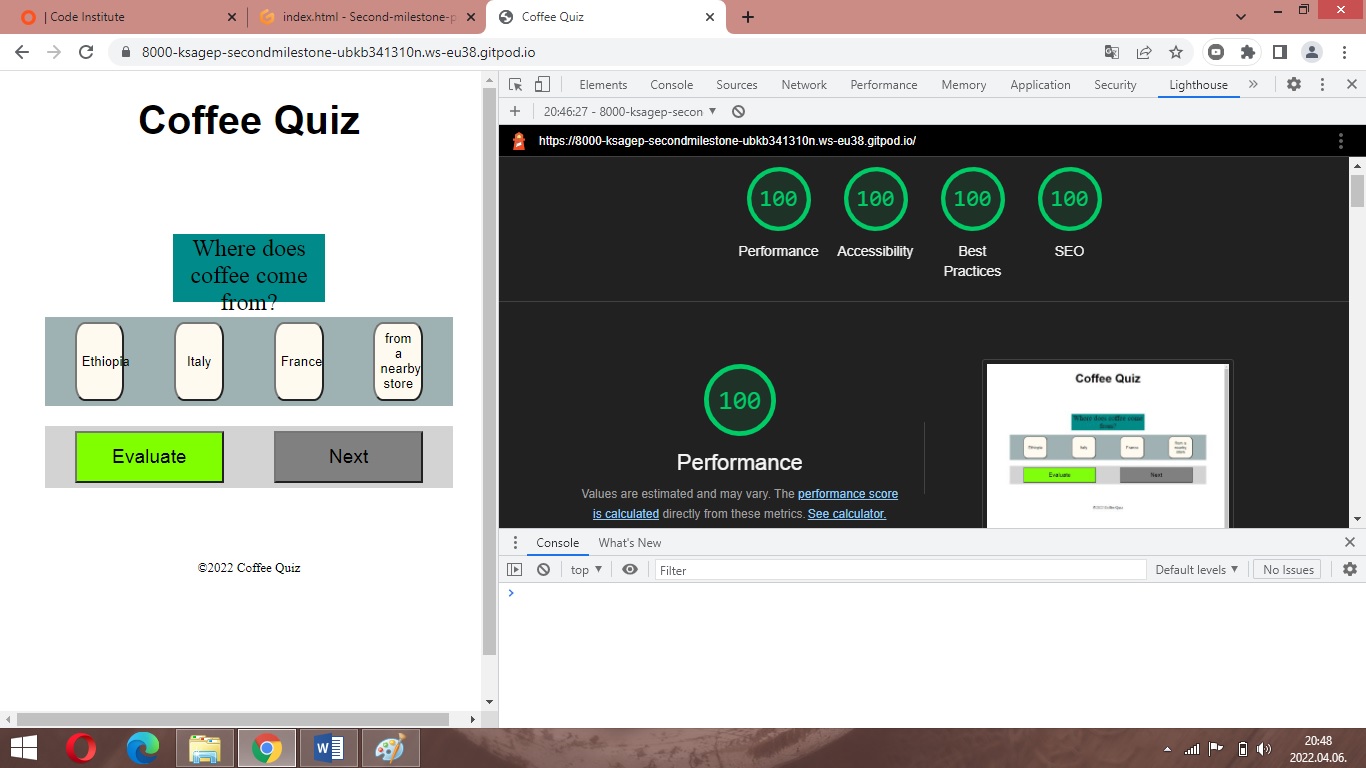 | Code Institute
index.html - Second-milestone-p
Coffee Quiz
8000-ksagep-secondmilestone-ubkb341310n.ws-eu38.gitpod.io
Coffee Quiz
Where does
coffee come
from?
Ethiopia
Italy
France
from
a
nearby
store
Evaluate
Next
©2022 Coffee Quiz
Elements
Console
Sources
Network
Performance
Memory
Application
Security
Lighthouse
20:46:27 - 8000-ksagep-secon
https://8000-ksagep-secondmilestone-ubkb341310n.ws-eu38.gitpod.io/
100
100
100
100
Performance
Accessibility
Best
Practices
SEO
100
Performance
Values are estimated and may vary. The performance score
is calculated directly from these metrics. See calculator.
Coffee Quiz
Where does coffee come
from?
Ethiopia
Italy
France
from a
nearby
store
Evaluate
Next
©2022 Coffee Quiz
Console
What's New
top
Filter
Default levels
No Issues
20:48
2022.04.06.